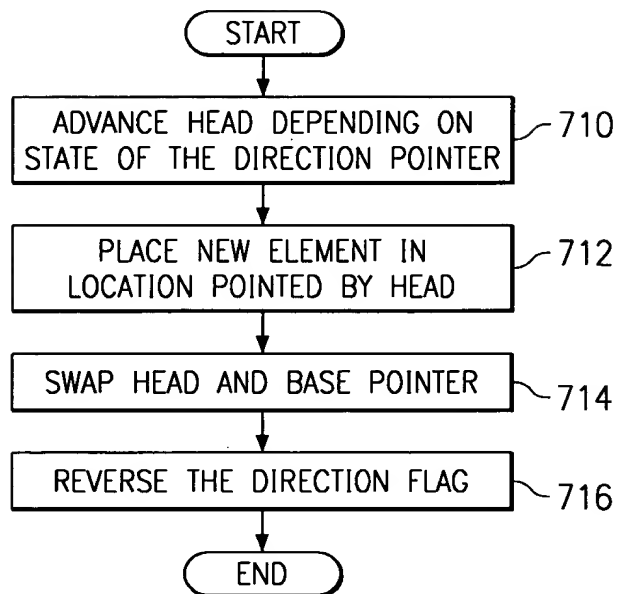 START
ADVANCE HEAD DEPENDING ON
STATE OF THE DIRECTION POINTER
710
PLACE NEW ELEMENT IN
LOCATION POINTED BY HEAD
712
SWAP HEAD AND BASE POINTER
714
REVERSE THE DIRECTION FLAG
716
END